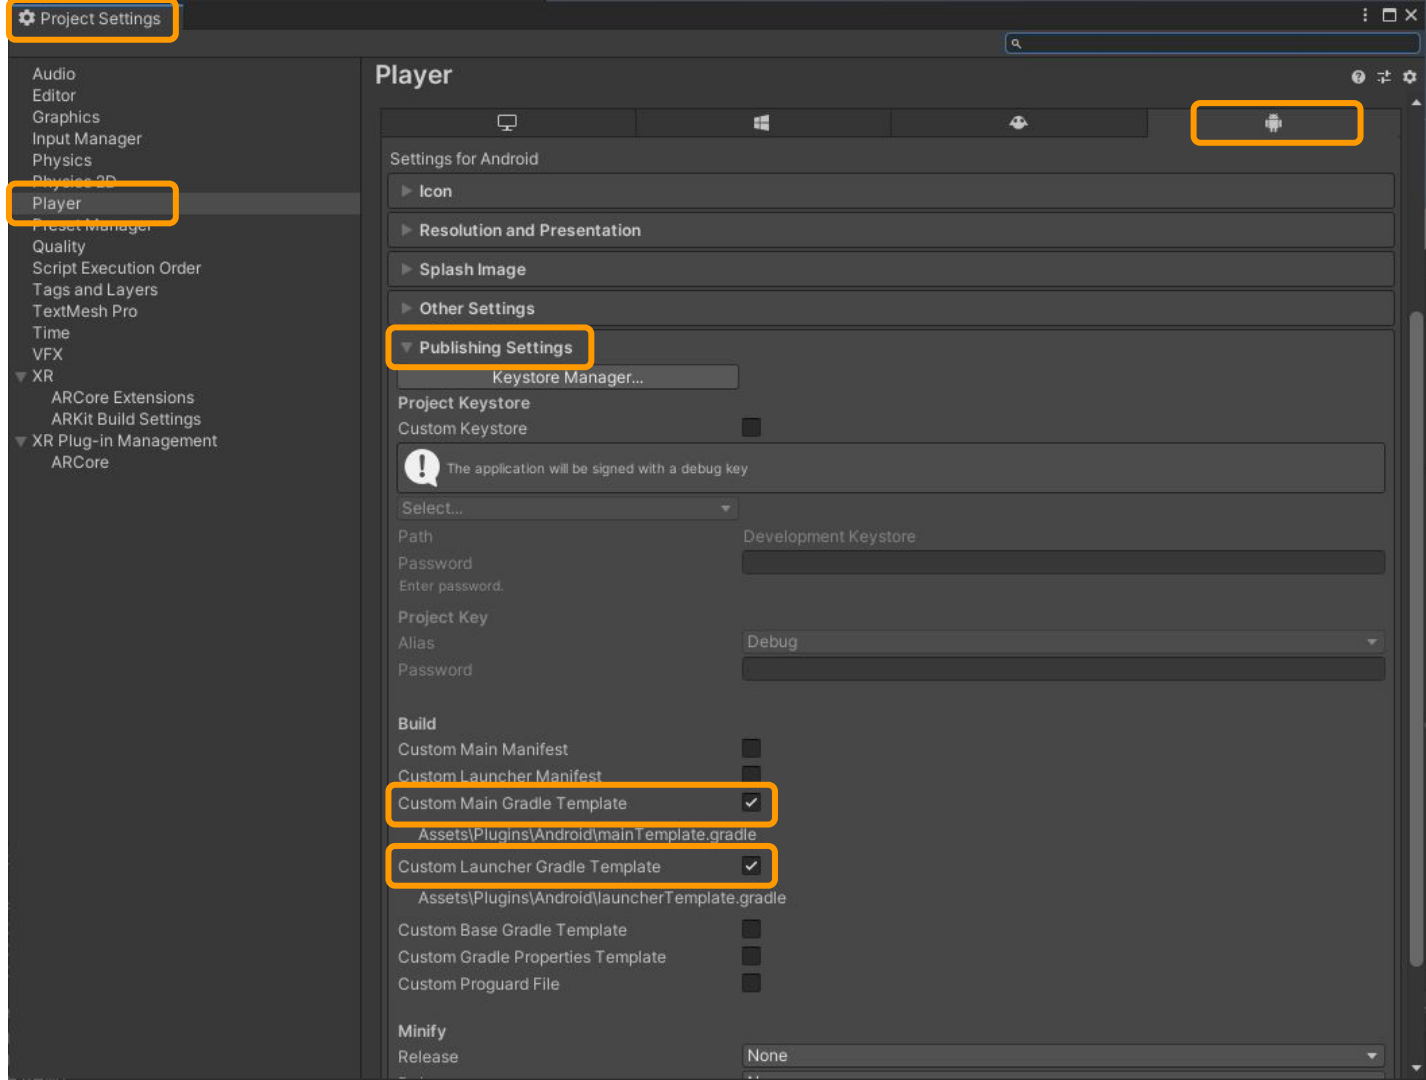 Project Settings
Audio
Editor
Graphics
Input Manager
Physics
Physics 2D
Player
Preset Manager
Quality
Script Execution Order
Tags and Layers
TextMesh Pro
Time
VFX
XR
ARCore Extensions
ARKit Build Settings
XR Plug-in Management
ARCore
Player
Settings for Android
Icon
Resolution and Presentation
Splash Image
Other Settings
Publishing Settings
Keystore Manager...
Project Keystore
Custom Keystore
The application will be signed with a debug key
Select...
Path Development Keystore
Password
Enter password.
Project Key
Alias Debug
Password
Build
Custom Main Manifest
Custom Launcher Manifest
Custom Main Gradle Template
Assets\Plugins\Android\mainTemplate.gradle
Custom Launcher Gradle Template
Assets\Plugins\Android\launcherTemplate.gradle
Custom Base Gradle Template
Custom Gradle Properties Template
Custom Proguard File
Minify
Release None